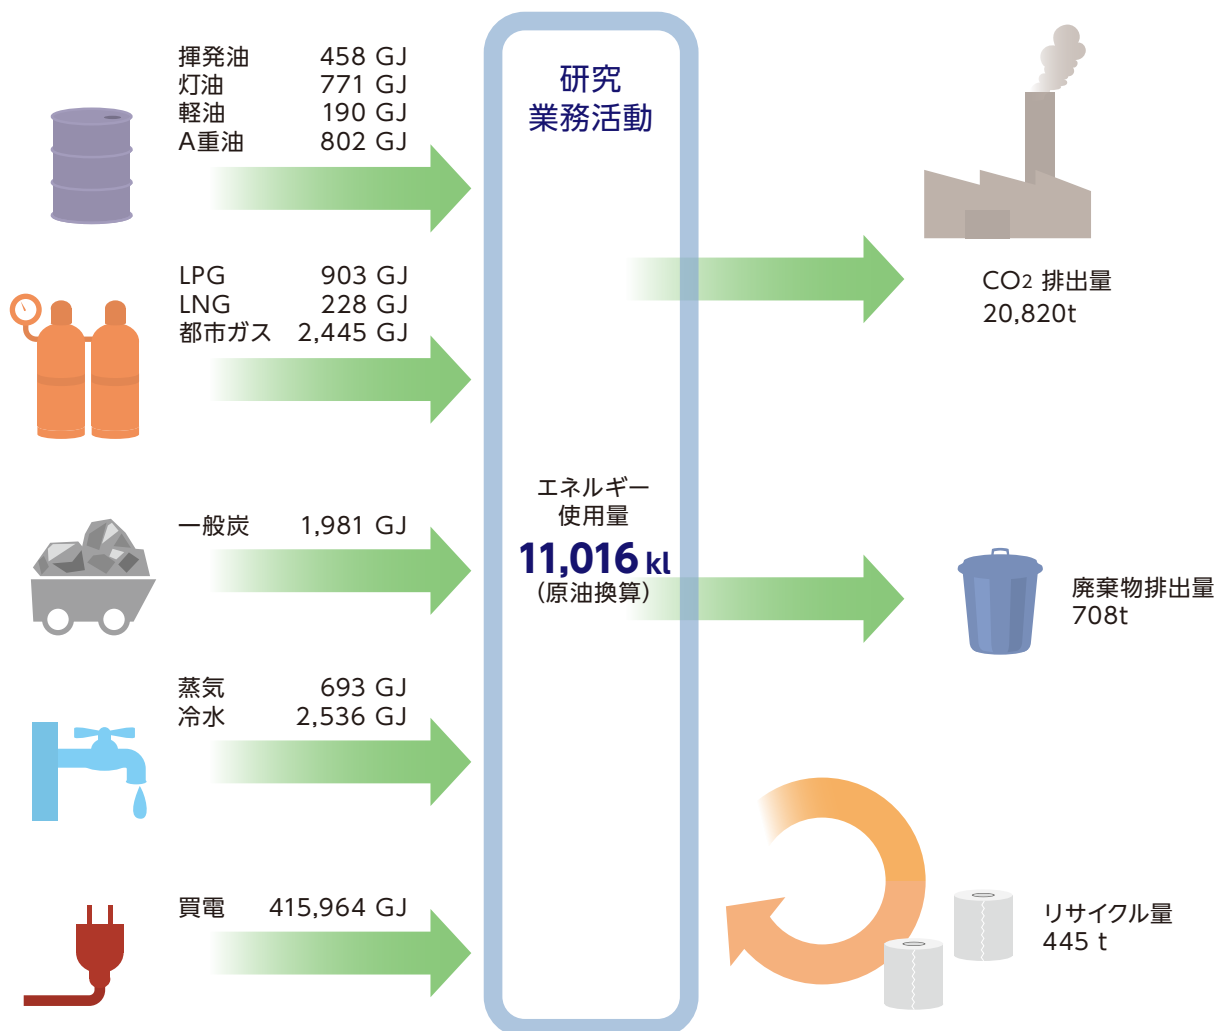 揮発油 458 GJ
灯油 771 GJ
軽油 190 GJ
A重油 802 GJ
LPG 903 GJ
LNG 228 GJ
都市ガス 2,445 GJ
一般炭 1,981 GJ
蒸気 693 GJ
冷水 2,536 GJ
買電 415,964 GJ
研究
業務活動
エネルギー
使用量
11,016 kl
(原油換算)
CO2 排出量
20,820t
廃棄物排出量
708t
リサイクル量
445 t